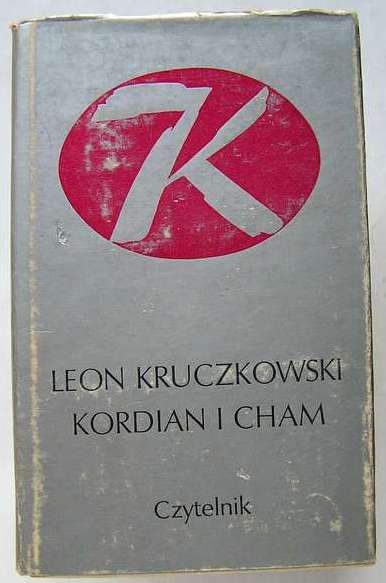 K
LEON KRUCZKOWSKI
KORDIAN I CHAM
Czytelnik